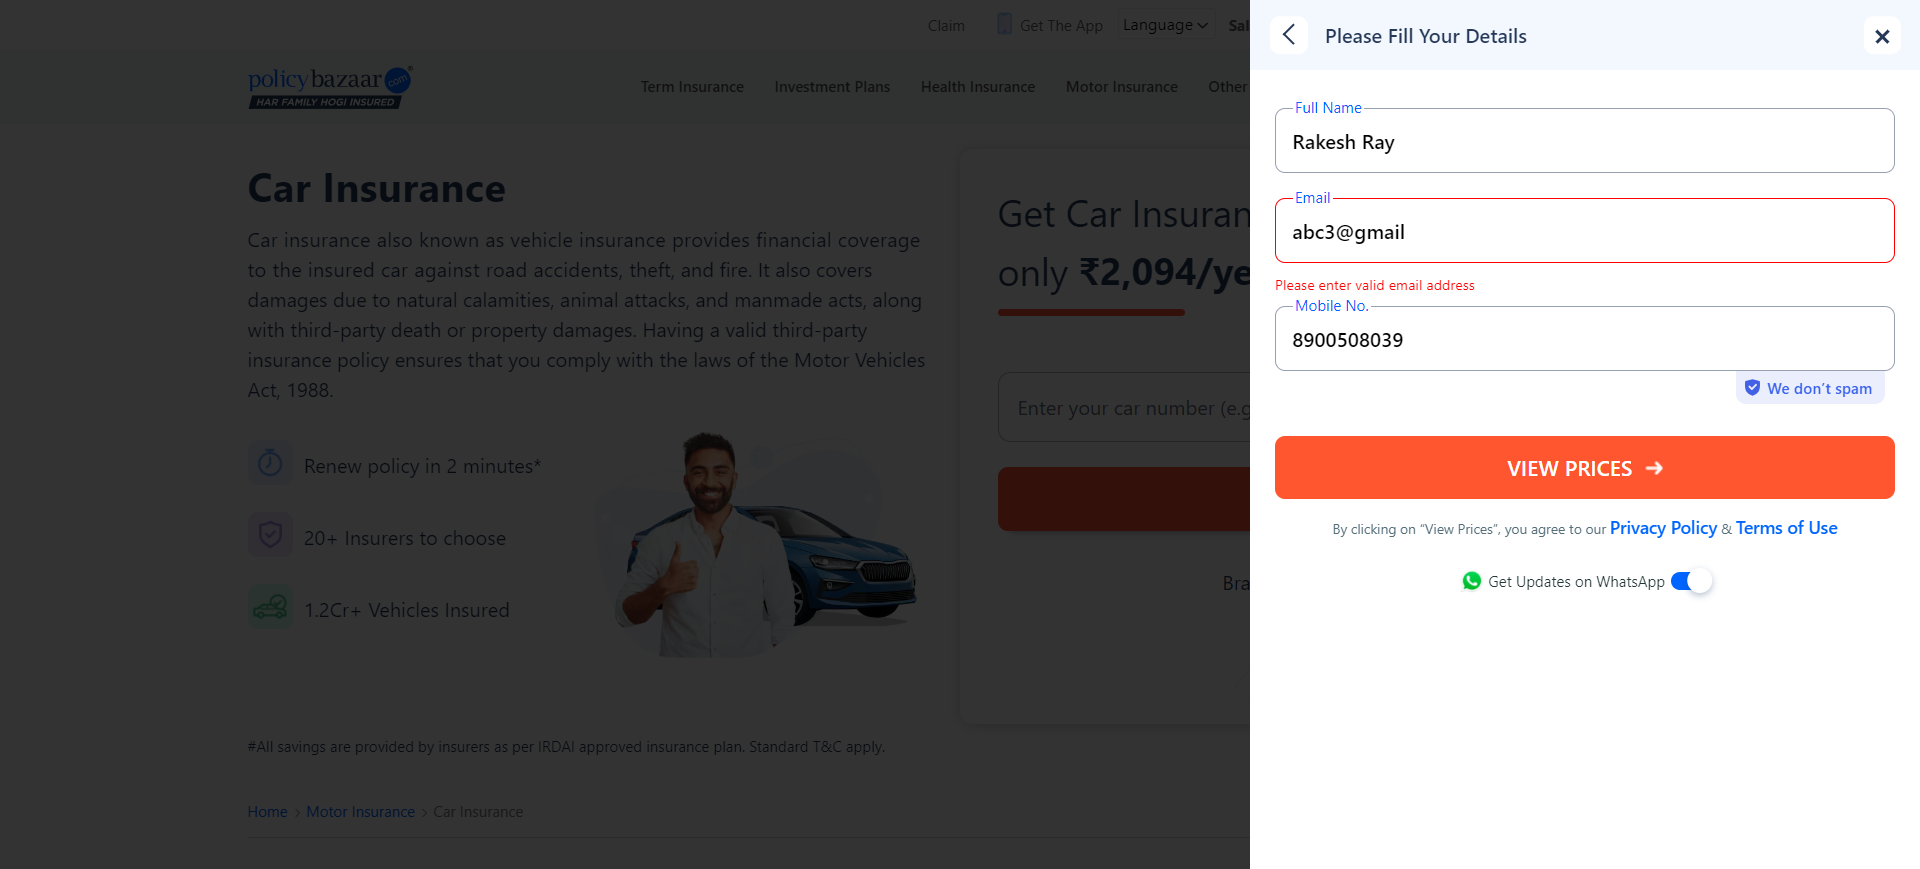 Claim
Get The App
Language
Sal
policybazaar.com
HAR FAMILY HOGI INSURED
Term Insurance
Investment Plans
Health Insurance
Motor Insurance
Other
Car Insurance
Car insurance also known as vehicle insurance provides financial coverage
to the insured car against road accidents, theft, and fire. It also covers
damages due to natural calamities, animal attacks, and manmade acts, along
with third-party death or property damages. Having a valid third-party
insurance policy ensures that you comply with the laws of the Motor Vehicles
Act, 1988.
Renew policy in 2 minutes*
20+ Insurers to choose
1.2Cr+ Vehicles Insured
Get Car Insuran
only ₹2,094/ye
Enter your car number (e.g
Bra
#All savings are provided by insurers as per IRDAI approved insurance plan. Standard T&C apply.
Home > Motor Insurance > Car Insurance
Please Fill Your Details
Full Name
Rakesh Ray
Email
abc3@gmail
Please enter valid email address
Mobile No.
8900508039
We don't spam
VIEW PRICES
By clicking on “View Prices”, you agree to our Privacy Policy & Terms of Use
Get Updates on WhatsApp